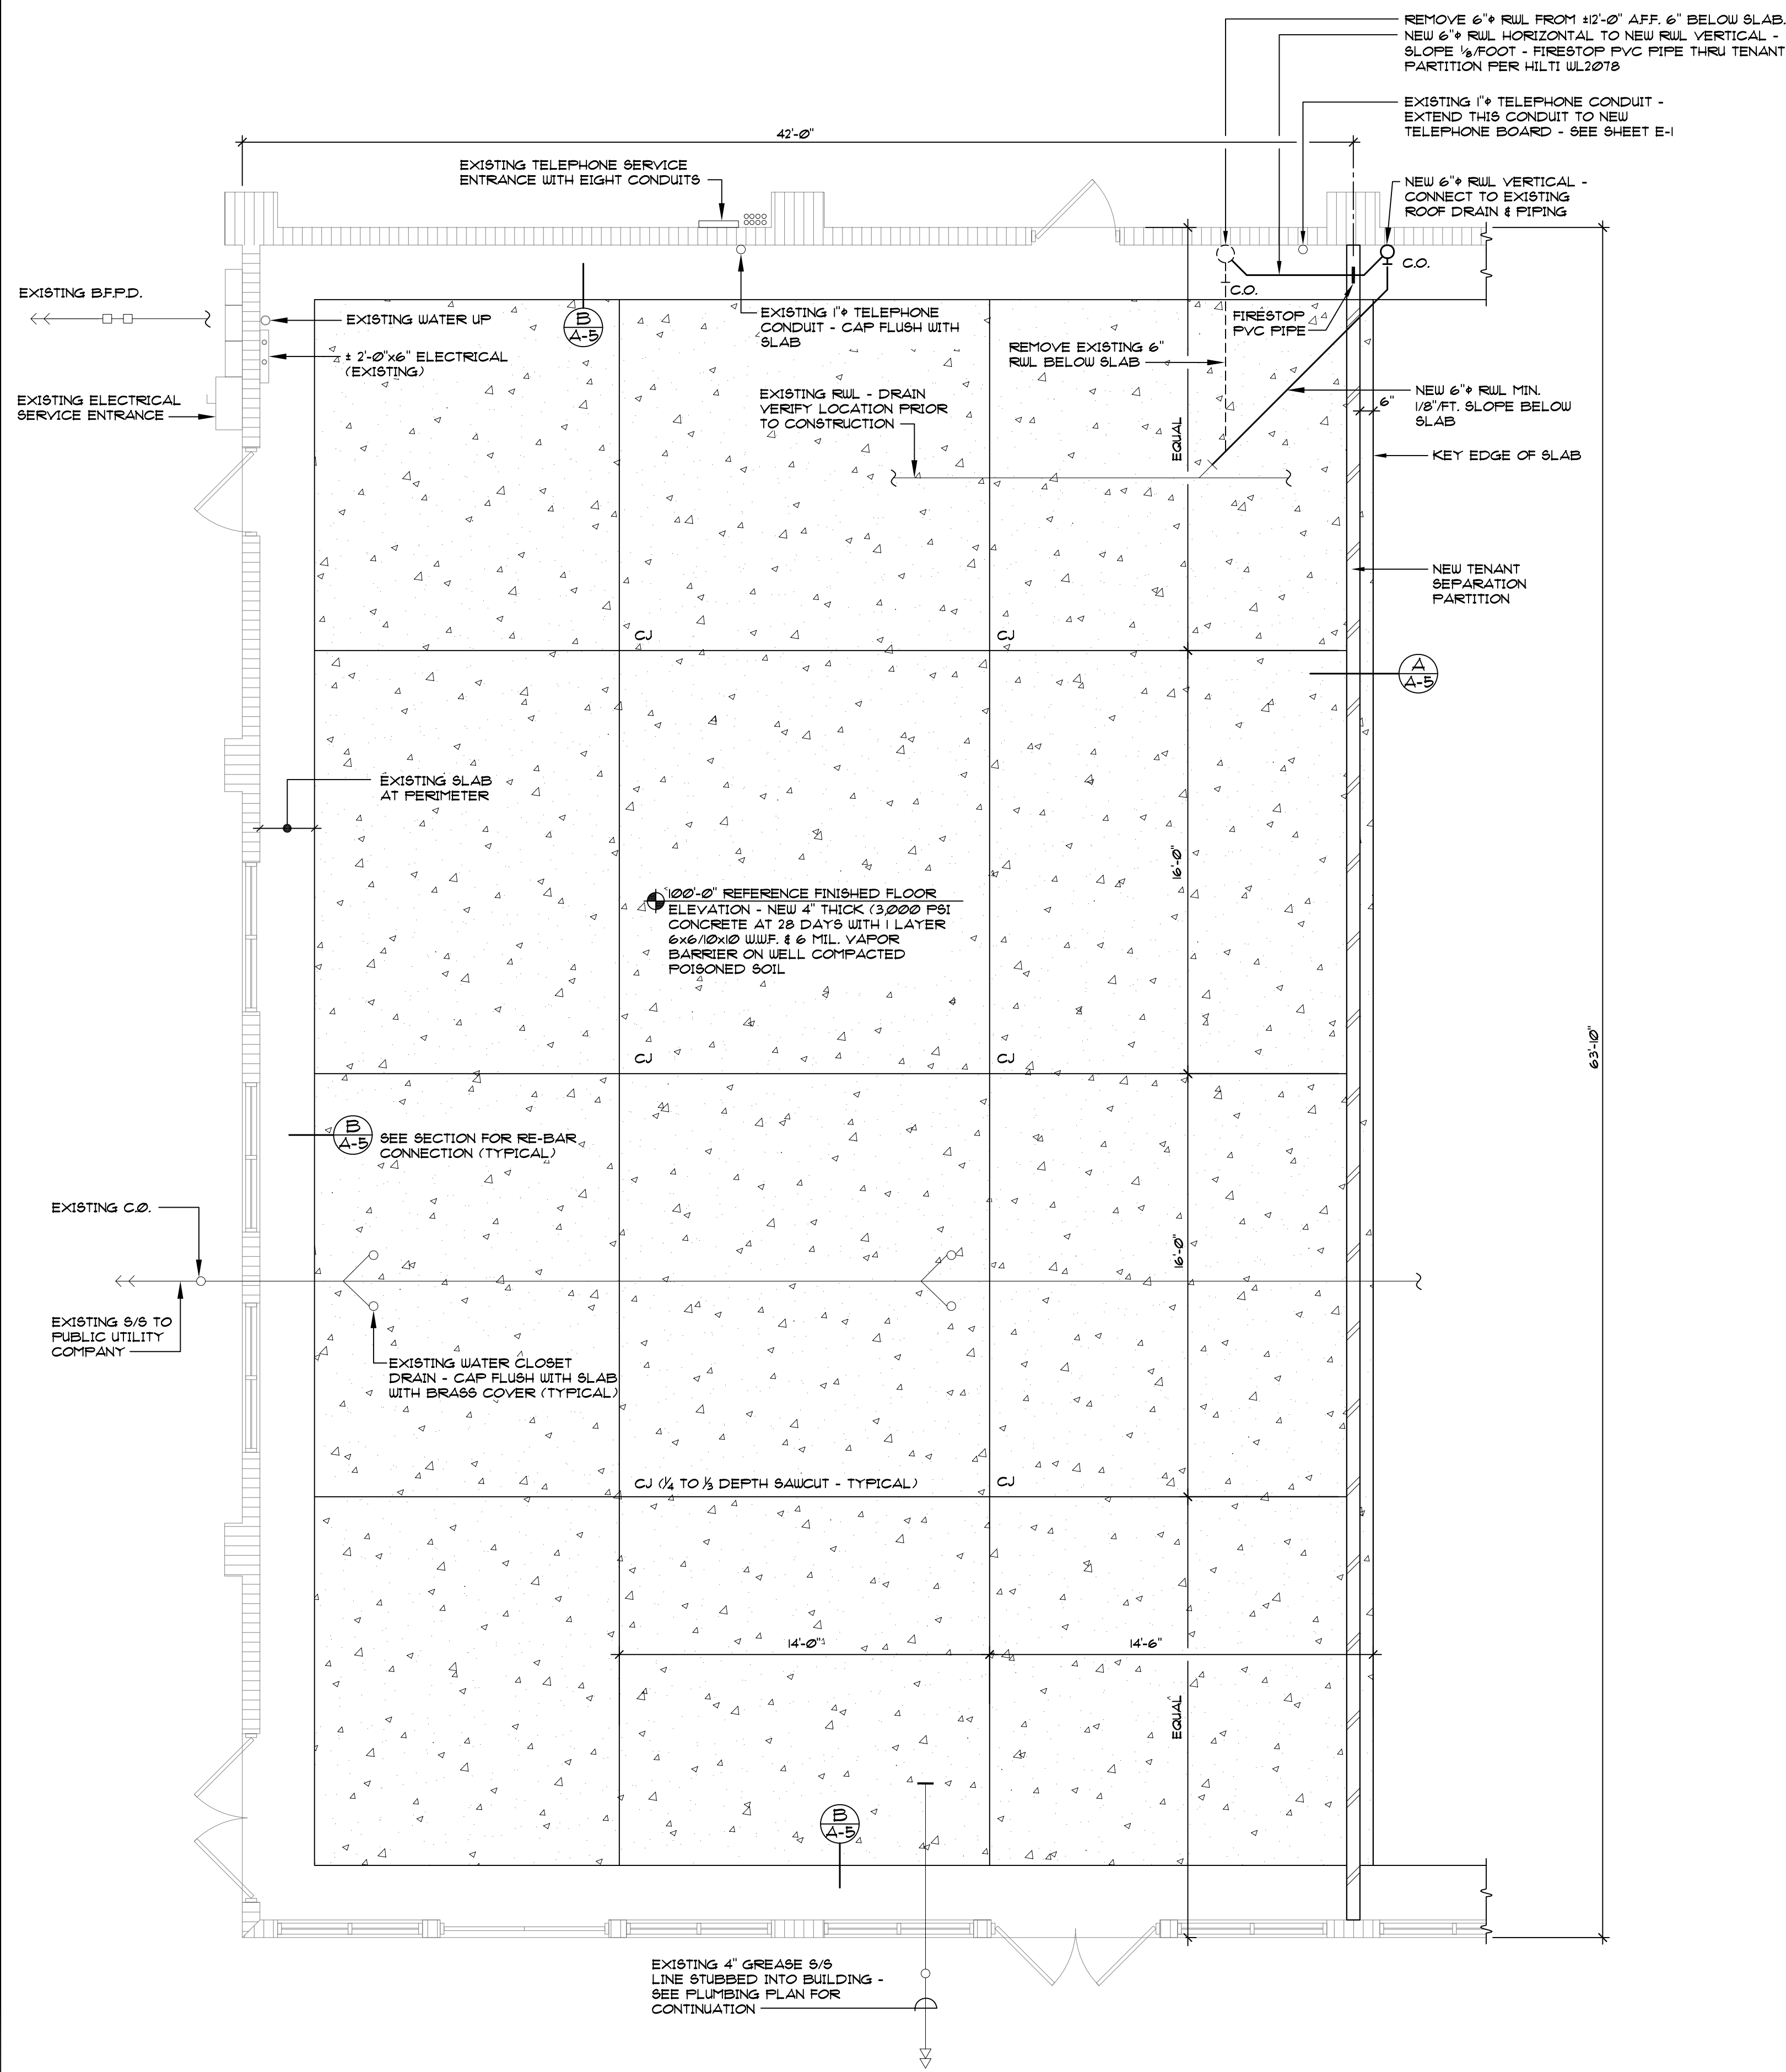 REMOVE 6"⌀ RWL FROM ±12'-0" A.F.F. 6" BELOW SLAB.
NEW 6"⌀ RWL HORIZONTAL TO NEW RWL VERTICAL -
SLOPE 1/8/FOOT - FIRESTOP PVC PIPE THRU TENANT
PARTITION PER HILTI WL2078
EXISTING 1"⌀ TELEPHONE CONDUIT -
EXTEND THIS CONDUIT TO NEW
TELEPHONE BOARD - SEE SHEET E-1
42'-0"
EXISTING TELEPHONE SERVICE
ENTRANCE WITH EIGHT CONDUITS
NEW 6"⌀ RWL VERTICAL -
CONNECT TO EXISTING
ROOF DRAIN & PIPING
C.O.
C.O.
EXISTING B.F.P.D.
EXISTING WATER UP
± 2'-0"x6" ELECTRICAL
(EXISTING)
EXISTING ELECTRICAL
SERVICE ENTRANCE
B
A-5
EXISTING 1"⌀ TELEPHONE
CONDUIT - CAP FLUSH WITH
SLAB
FIRESTOP
PVC PIPE
REMOVE EXISTING 6"
RWL BELOW SLAB
EXISTING RWL - DRAIN
VERIFY LOCATION PRIOR
TO CONSTRUCTION
NEW 6"⌀ RWL MIN.
1/8"/FT. SLOPE BELOW
SLAB
6"
EQUAL
KEY EDGE OF SLAB
NEW TENANT
SEPARATION
PARTITION
CJ
CJ
A
A-5
EXISTING SLAB
AT PERIMETER
16'-0"
100'-0" REFERENCE FINISHED FLOOR
ELEVATION - NEW 4" THICK (3,000 PSI
CONCRETE AT 28 DAYS WITH 1 LAYER
6x6/10x10 W.W.F. & 6 MIL. VAPOR
BARRIER ON WELL COMPACTED
POISONED SOIL
63'-10"
CJ
CJ
B
A-5
SEE SECTION FOR RE-BAR
CONNECTION (TYPICAL)
EXISTING C.O.
16'-0"
EXISTING S/S TO
PUBLIC UTILITY
COMPANY
EXISTING WATER CLOSET
DRAIN - CAP FLUSH WITH SLAB
WITH BRASS COVER (TYPICAL)
CJ (1/4 TO 1/3 DEPTH SAWCUT - TYPICAL)
CJ
14'-0"
14'-6"
EQUAL
B
A-5
EXISTING 4" GREASE S/S
LINE STUBBED INTO BUILDING -
SEE PLUMBING PLAN FOR
CONTINUATION